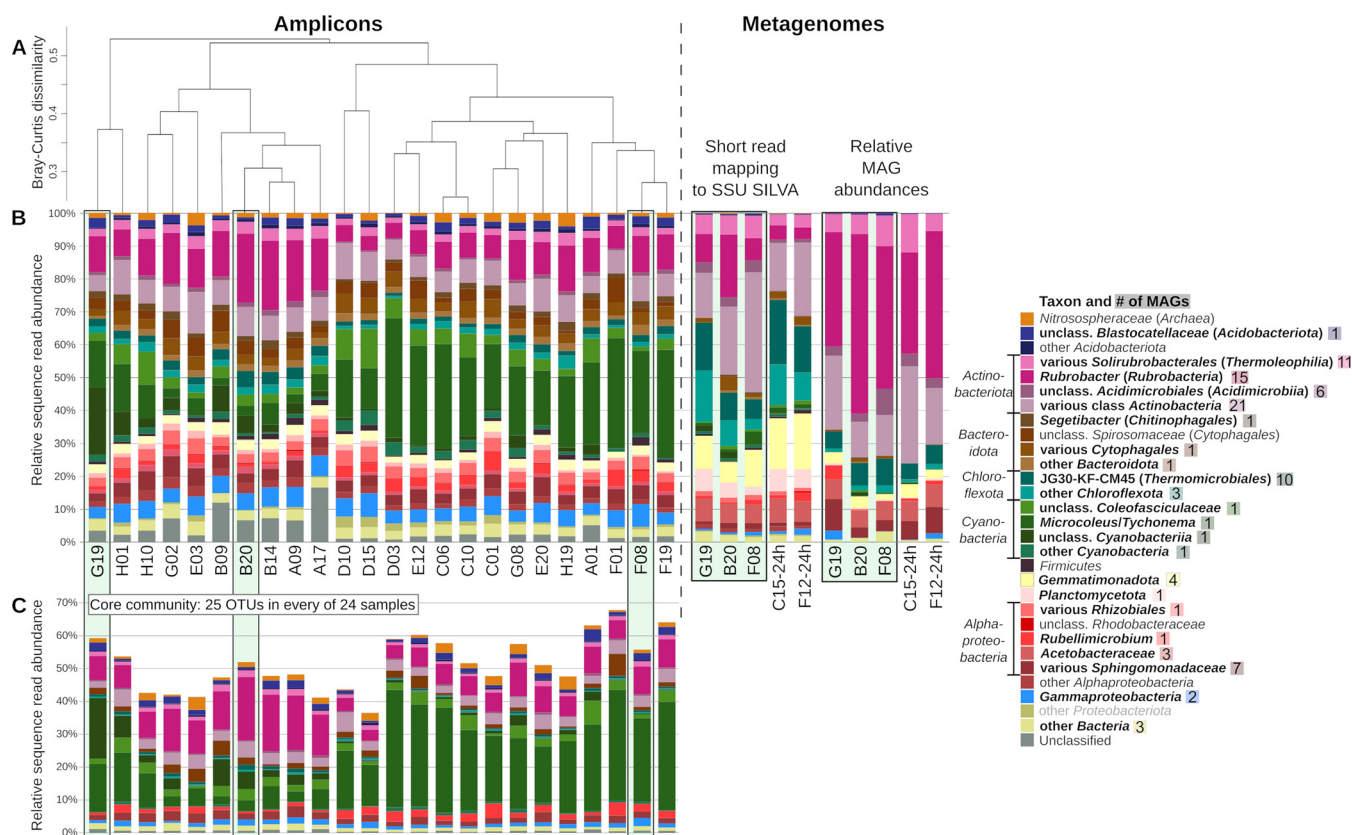 Amplicons
Metagenomes
A
Bray-Curtis dissimilarity
0.5
0.4
0.3
Short read
mapping
to SSU SILVA
Relative
MAG
abundances
B
Relative sequence read abundance
100%
90%
80%
70%
60%
50%
40%
30%
20%
10%
0%
G19 H01 H10 G02 E03 B09 B20 B14 A09 A17 D10 D15 D03 E12 C06 C10 C01 G08 E20 H19 A01 F01 F08 F19
G19 B20 F08 C15-24h F12-24h
G19 B20 F08 C15-24h F12-24h
C
Core community: 25 OTUs in every of 24 samples
Relative sequence read abundance
70%
60%
50%
40%
30%
20%
10%
0%
Taxon and # of MAGs
Nitrosospheraceae (Archaea)
unclass. Blastocatellaceae (Acidobacteriota) 1
other Acidobacteriota
Actino-
bacteriota
various Solirubrobacterales (Thermoleophilia) 11
Rubrobacter (Rubrobacteria) 15
unclass. Acidimicrobiales (Acidimicrobiia) 6
various class Actinobacteria 21
Bactero-
idota
Segetibacter (Chitinophagales) 1
unclass. Spirosomaceae (Cytophagales)
various Cytophagales 1
other Bacteroidota 1
Chloro-
flexota
JG30-KF-CM45 (Thermomicrobiales) 10
other Chloroflexota 3
Cyano-
bacteria
unclass. Coleofasciculaceae 1
Microcoleus/Tychonema 1
unclass. Cyanobacteriia 1
other Cyanobacteria 1
Firmicutes
Gemmatimonadota 4
Planctomycetota 1
Alpha-
proteo-
bacteria
various Rhizobiales 1
unclass. Rhodobacteraceae
Rubellimicrobium 1
Acetobacteraceae 3
various Sphingomonadaceae 7
other Alphaproteobacteria
Gammaproteobacteria 2
other Proteobacteriota
other Bacteria 3
Unclassified